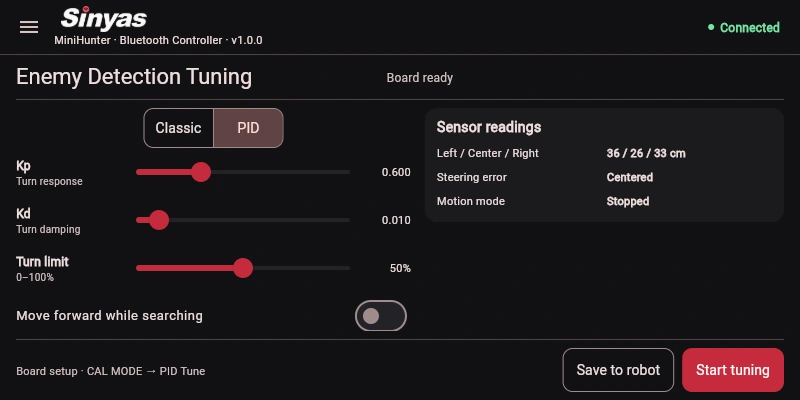 Sinyas
MiniHunter · Bluetooth Controller · v1.0.0
Connected
Enemy Detection Tuning
Board ready
Classic
PID
Kp
Turn response
0.600
Kd
Turn damping
0.010
Turn limit
0–100%
50%
Move forward while searching
Sensor readings
Left / Center / Right
36 / 26 / 33 cm
Steering error
Centered
Motion mode
Stopped
Board setup · CAL MODE → PID Tune
Save to robot
Start tuning